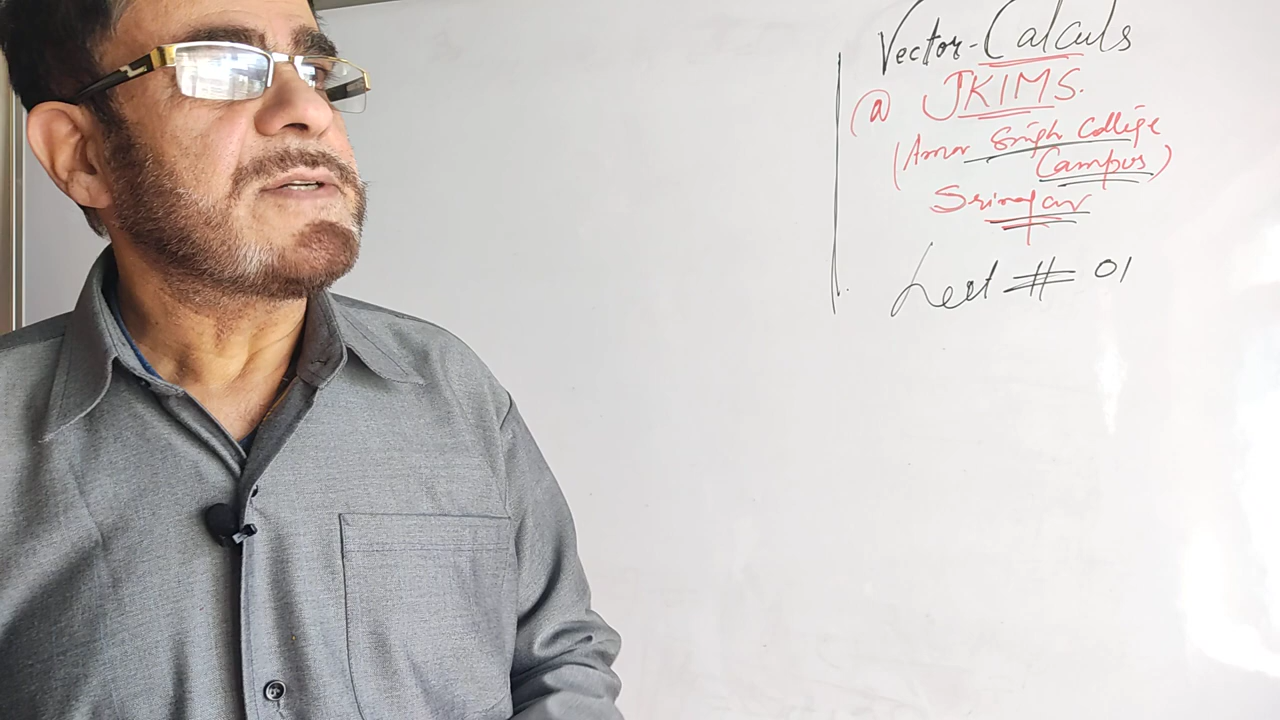 Vector-Calculs
@ JKIMS.
(Amar Singh College
Campus)
Srinagar
Lect # 01